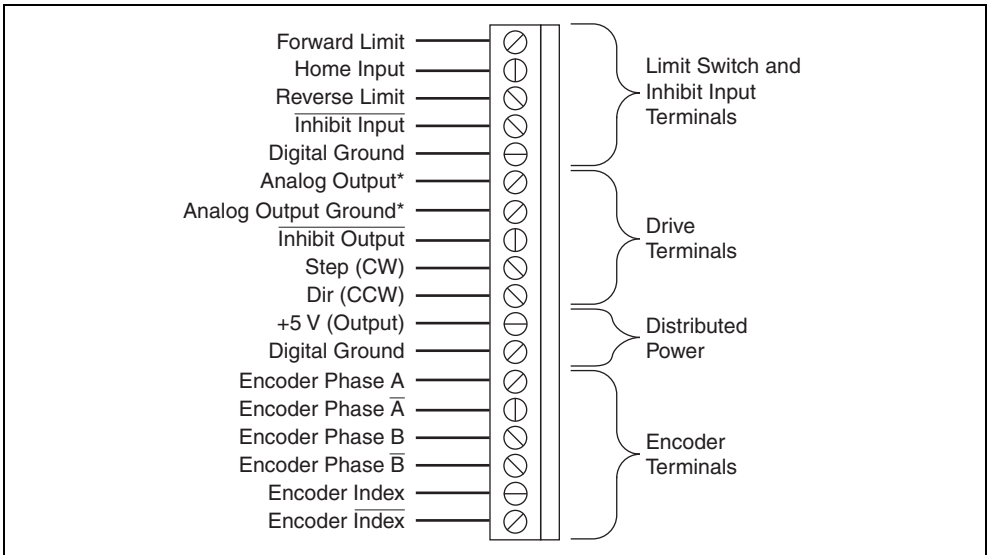 Forward Limit
Home Input
Reverse Limit
Inhibit Input
Digital Ground
Analog Output*
Analog Output Ground*
Inhibit Output
Step (CW)
Dir (CCW)
+5 V (Output)
Digital Ground
Encoder Phase A
Encoder Phase A̅
Encoder Phase B
Encoder Phase B̅
Encoder Index
Encoder Index
Limit Switch and
Inhibit Input
Terminals
Drive
Terminals
Distributed
Power
Encoder
Terminals